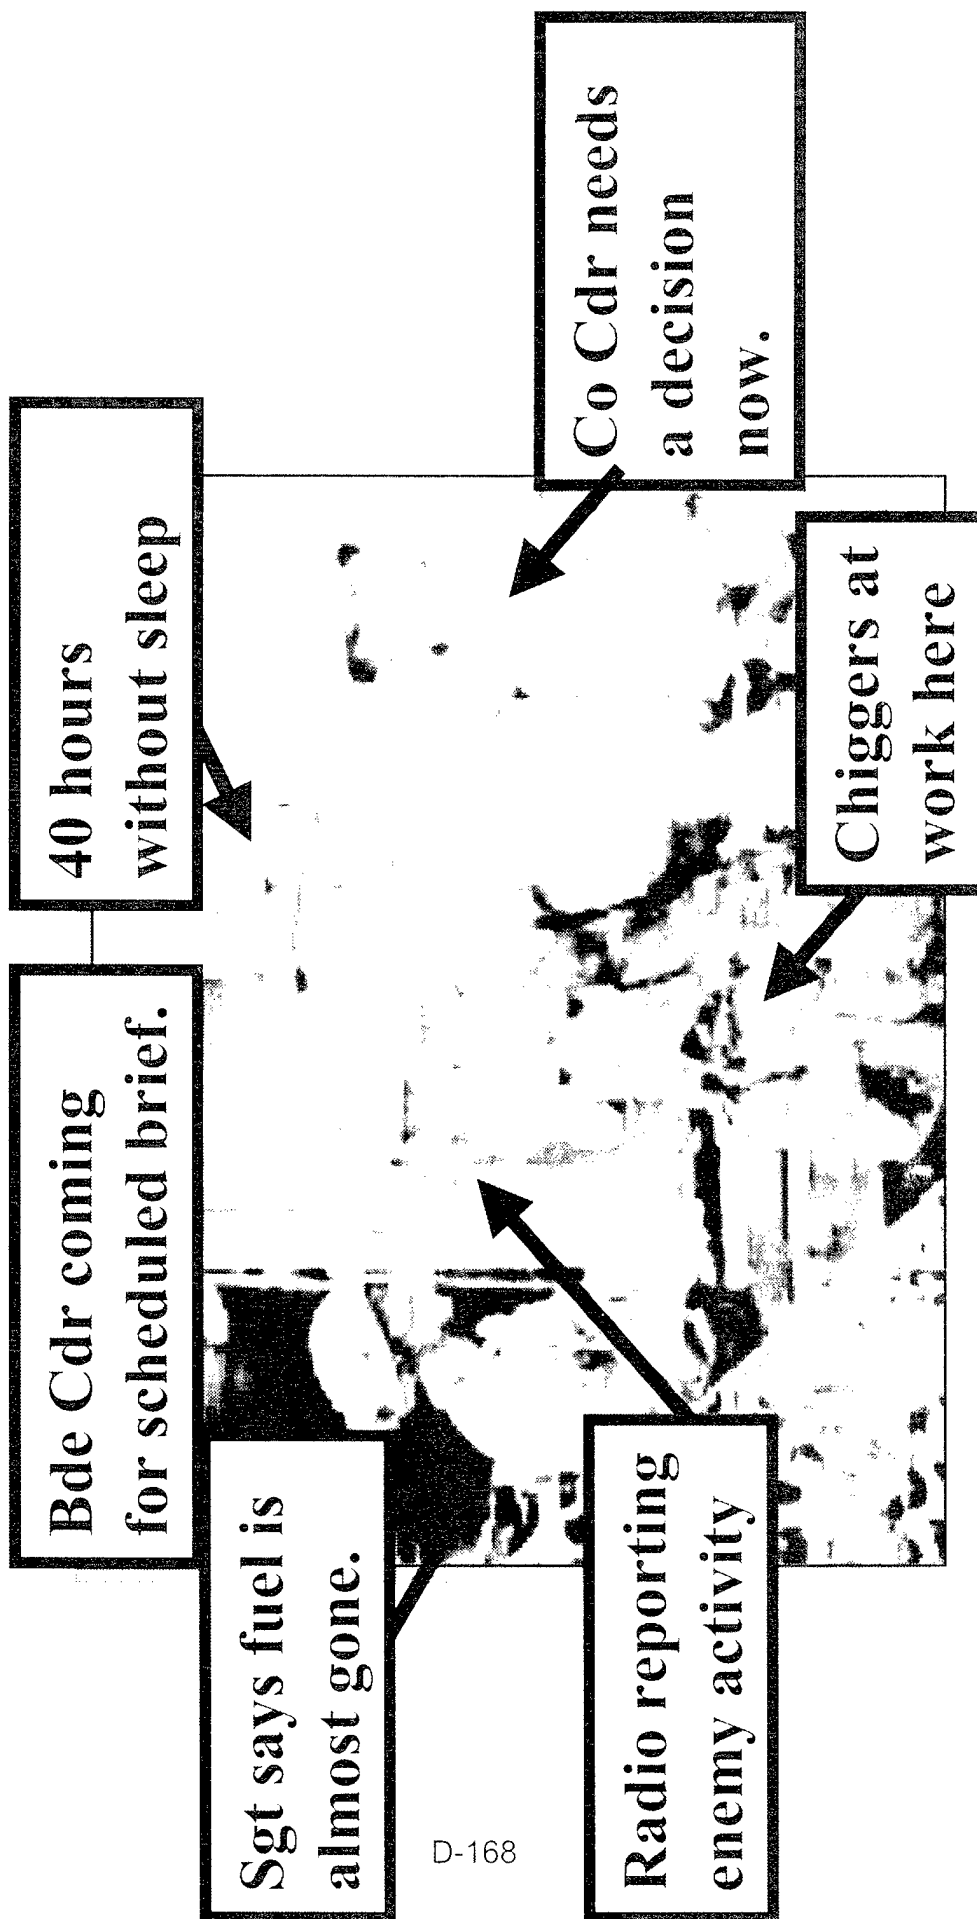 Bde Cdr coming
for scheduled brief.
40 hours
without sleep
Sgt says fuel is
almost gone.
Co Cdr needs
a decision
now.
Radio reporting
enemy activity
Chiggers at
work here
D-168